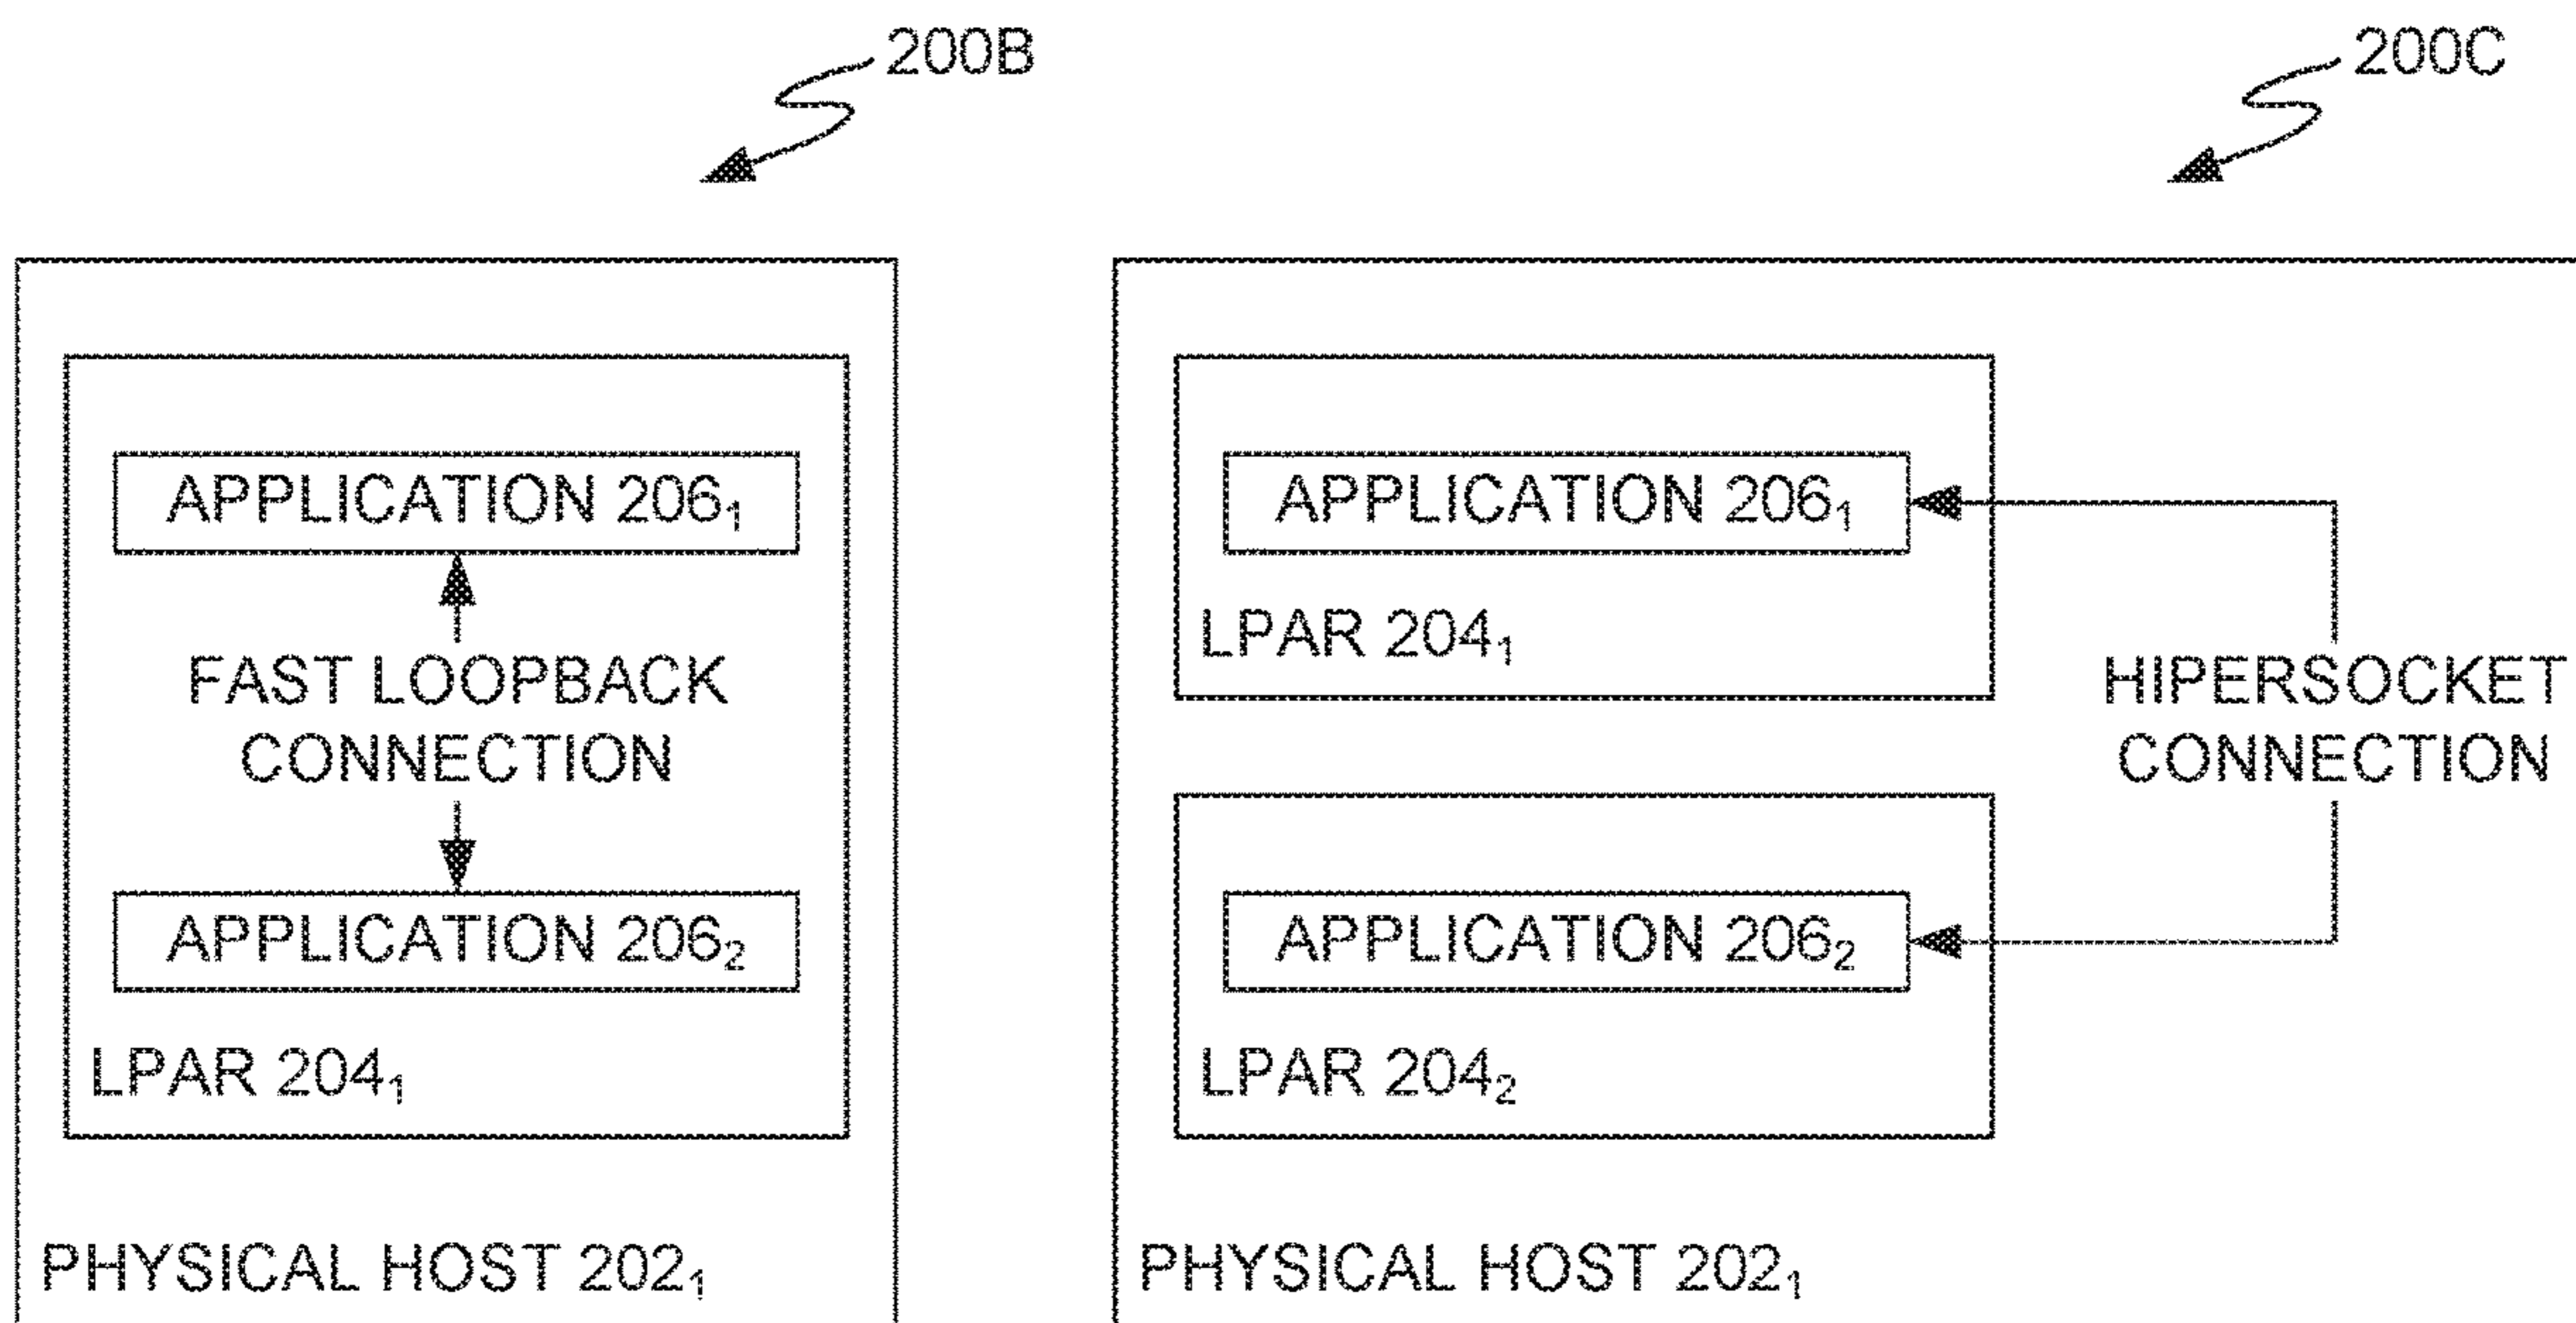 200B
APPLICATION 206₁
FAST LOOPBACK
CONNECTION
APPLICATION 206₂
LPAR 204₁
PHYSICAL HOST 202₁
200C
APPLICATION 206₁
LPAR 204₁
HIPERSOCKET
CONNECTION
APPLICATION 206₂
LPAR 204₂
PHYSICAL HOST 202₁